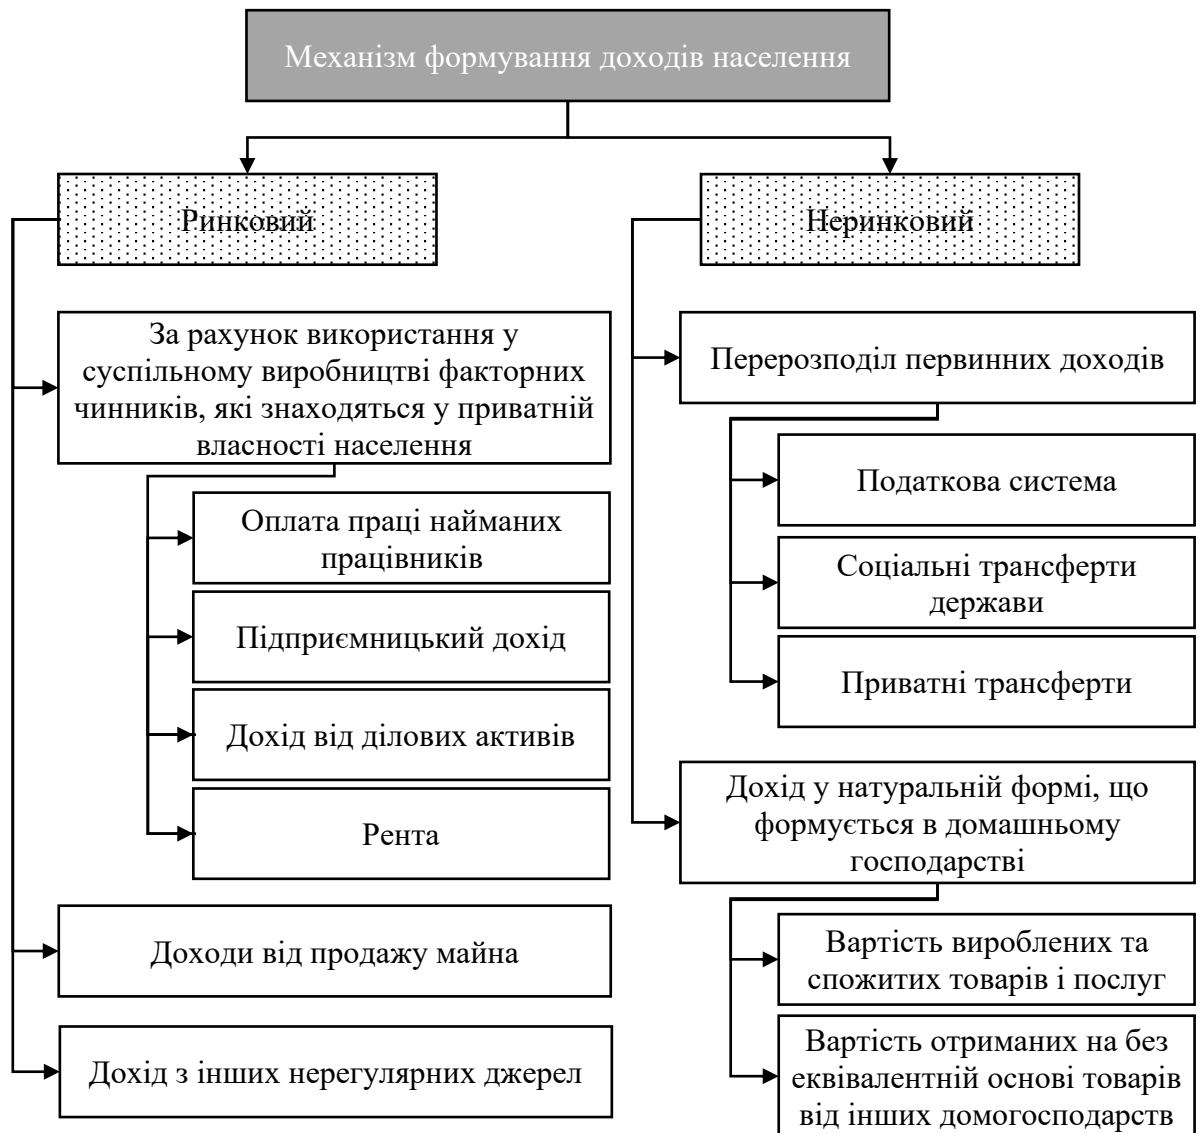 Механізм формування доходів населення
Ринковий
Неринковий
За рахунок використання у
суспільному виробництві факторних
чинників, які знаходяться у приватній
власності населення
Оплата праці найманих
працівників
Підприємницький дохід
Дохід від ділових активів
Рента
Доходи від продажу майна
Дохід з інших нерегулярних джерел
Перерозподіл первинних доходів
Податкова система
Соціальні трансферти
держави
Приватні трансферти
Дохід у натуральній формі, що
формується в домашньому
господарстві
Вартість вироблених та
спожитих товарів і послуг
Вартість отриманих на без
еквівалентній основі товарів
від інших домогосподарств